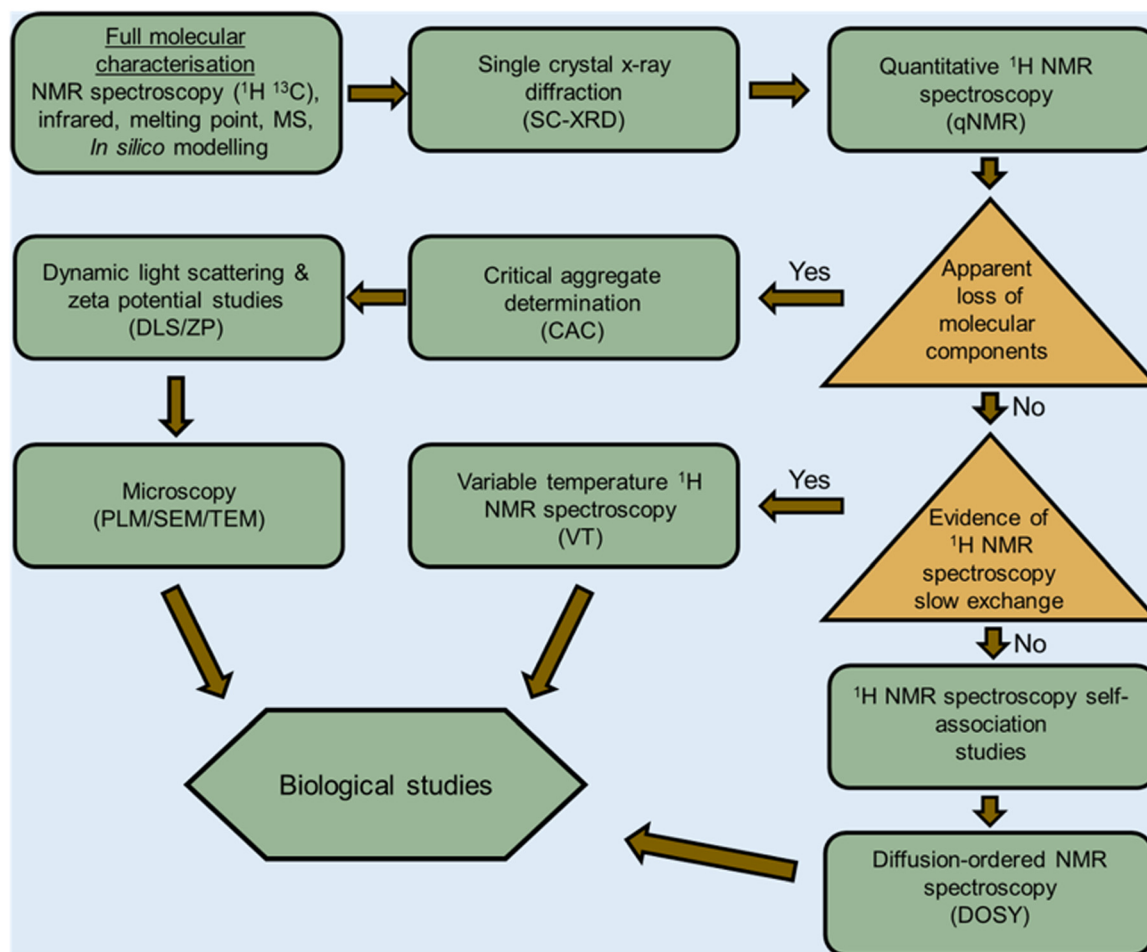 Full molecular
characterisation
NMR spectroscopy (¹H ¹³C),
infrared, melting point, MS,
In silico modelling
Single crystal x-ray
diffraction
(SC-XRD)
Quantitative ¹H NMR
spectroscopy
(qNMR)
Apparent
loss of
molecular
components
Yes
Critical aggregate
determination
(CAC)
Dynamic light scattering &
zeta potential studies
(DLS/ZP)
Microscopy
(PLM/SEM/TEM)
No
Evidence of
¹H NMR
spectroscopy
slow exchange
Yes
Variable temperature ¹H
NMR spectroscopy
(VT)
No
¹H NMR spectroscopy self-
association
studies
Diffusion-ordered NMR
spectroscopy
(DOSY)
Biological studies